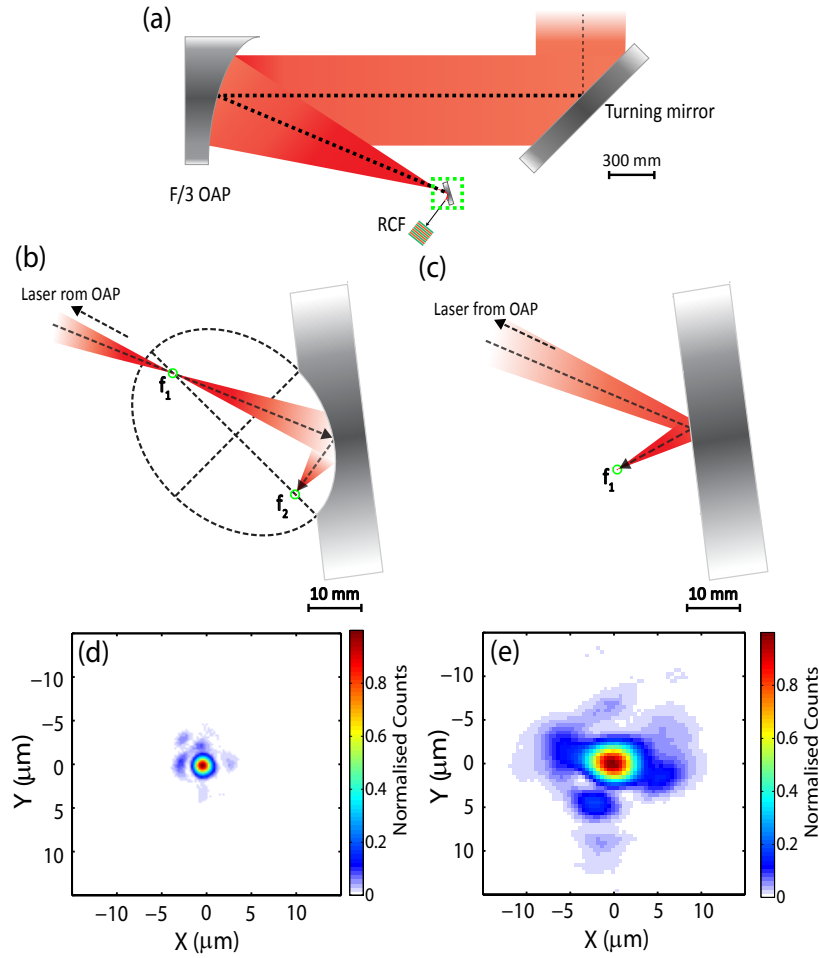 (a)
Turning mirror
300 mm
F/3 OAP
RCF
(b)
Laser rom OAP
f1
f2
10 mm
(c)
Laser from OAP
f1
10 mm
(d)
−10
−5
0
5
10
Y (μm)
−10 −5 0 5 10
X (μm)
0.8
0.6
0.4
0.2
0
Normalised Counts
(e)
−10
−5
0
5
10
Y (μm)
−10 −5 0 5 10
X (μm)
0.8
0.6
0.4
0.2
0
Normalised Counts